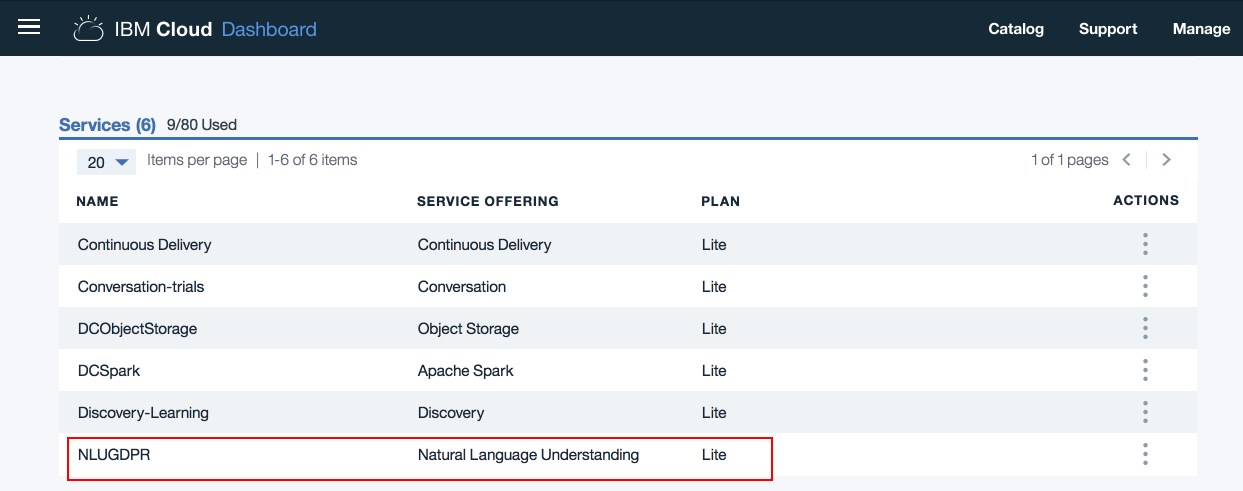 IBM Cloud Dashboard Catalog Support Manage
Services (6) 9/80 Used
20 Items per page | 1-6 of 6 items 1 of 1 pages < >
NAME SERVICE OFFERING PLAN ACTIONS
Continuous Delivery Continuous Delivery Lite
Conversation-trials Conversation Lite
DCObjectStorage Object Storage Lite
DCSpark Apache Spark Lite
Discovery-Learning Discovery Lite
NLUGDPR Natural Language Understanding Lite